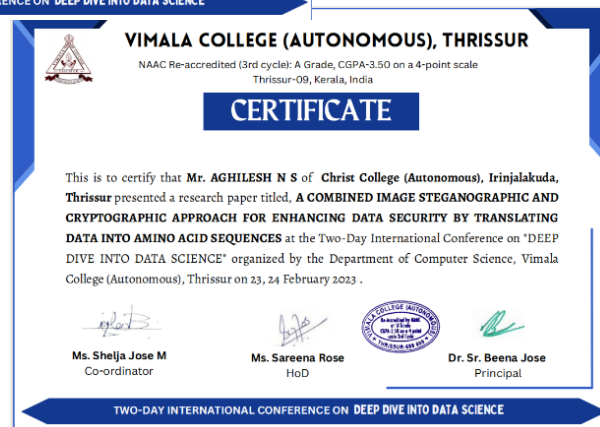 ENCE ON DEEP DIVE INTO DATA SCIENCE
VIMALA COLLEGE (AUTONOMOUS), THRISSUR
NAAC Re-accredited (3rd cycle): A Grade, CGPA-3.50 on a 4-point scale
Thrissur-09, Kerala, India
CERTIFICATE
This is to certify that Mr. AGHILESH N S of Christ College (Autonomous), Irinjalakuda,
Thrissur presented a research paper titled, A COMBINED IMAGE STEGANOGRAPHIC AND
CRYPTOGRAPHIC APPROACH FOR ENHANCING DATA SECURITY BY TRANSLATING
DATA INTO AMINO ACID SEQUENCES at the Two-Day International Conference on "DEEP
DIVE INTO DATA SCIENCE" organized by the Department of Computer Science, Vimala
College (Autonomous), Thrissur on 23, 24 February 2023 .
VIMALA COLLEGE (AUTONOMOUS)
Ms. Shelja Jose M
Co-ordinator
Ms. Sareena Rose
HoD
Dr. Sr. Beena Jose
Principal
TWO-DAY INTERNATIONAL CONFERENCE ON DEEP DIVE INTO DATA SCIENCE